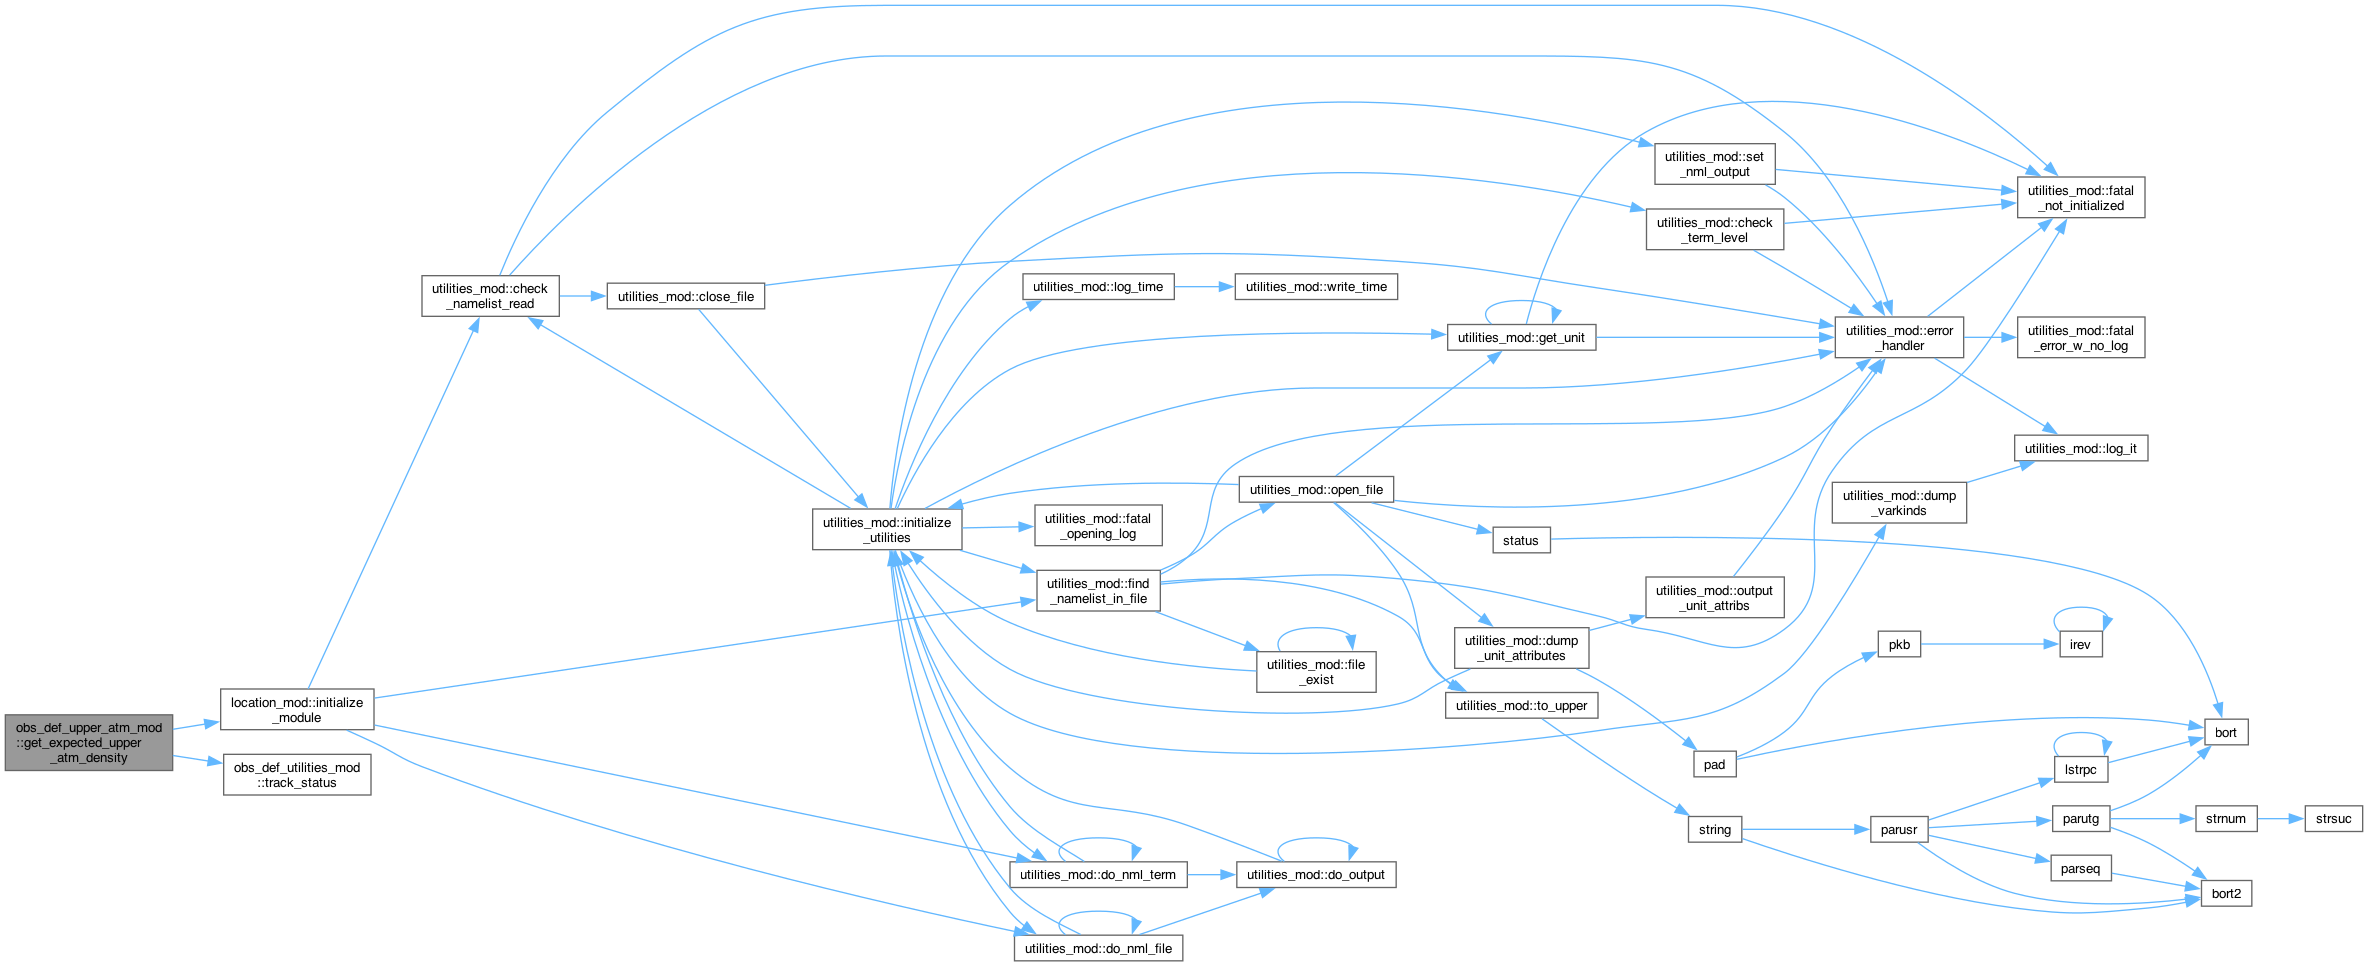 obs_def_upper_atm_mod
::get_expected_upper
_atm_density
location_mod::initialize
_module
obs_def_utilities_mod
::track_status
utilities_mod::check
_namelist_read
utilities_mod::close_file
utilities_mod::initialize
_utilities
utilities_mod::log_time
utilities_mod::write_time
utilities_mod::fatal
_opening_log
utilities_mod::find
_namelist_in_file
utilities_mod::open_file
utilities_mod::file
_exist
utilities_mod::do_nml_term
utilities_mod::do_output
utilities_mod::do_nml_file
utilities_mod::get_unit
status
utilities_mod::dump
_unit_attributes
utilities_mod::to_upper
utilities_mod::set
_nml_output
utilities_mod::check
_term_level
utilities_mod::output
_unit_attribs
pad
string
utilities_mod::error
_handler
utilities_mod::dump
_varkinds
pkb
parusr
utilities_mod::fatal
_not_initialized
utilities_mod::fatal
_error_w_no_log
utilities_mod::log_it
irev
lstrpc
parutg
parseq
bort
strnum
strsuc
bort2